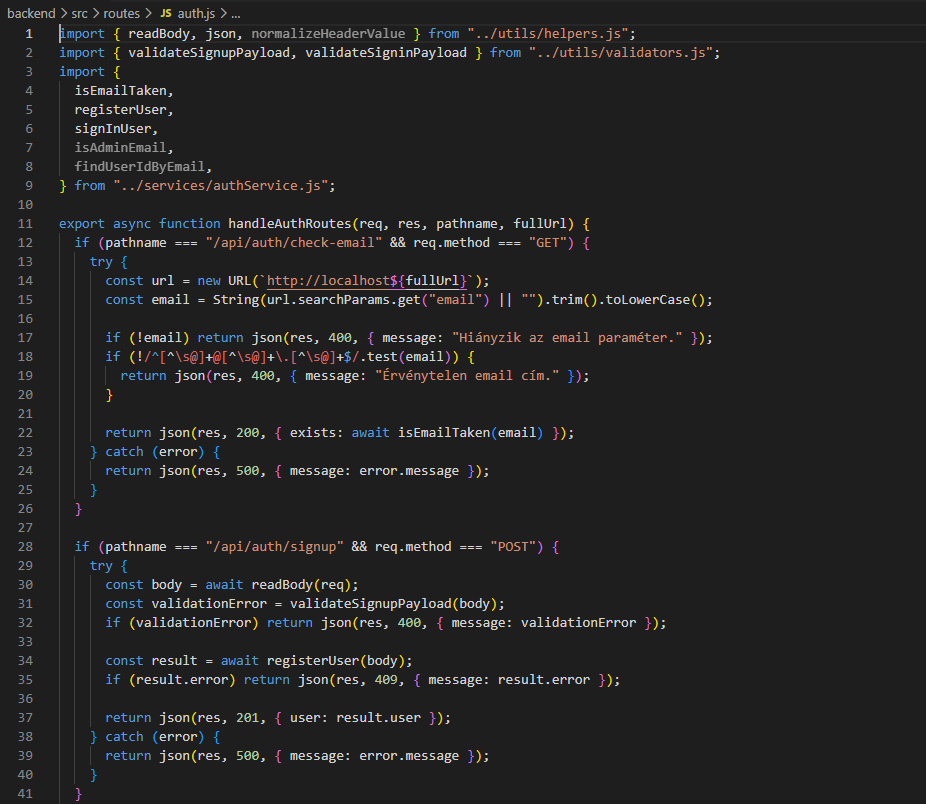 backend > src > routes > JS auth.js > ...
1 import { readBody, json, normalizeHeaderValue } from "../utils/helpers.js";
2 import { validateSignupPayload, validateSigninPayload } from "../utils/validators.js";
3 import {
4   isEmailTaken,
5   registerUser,
6   signInUser,
7   isAdminEmail,
8   findUserIdByEmail,
9 } from "../services/authService.js";
10
11 export async function handleAuthRoutes(req, res, pathname, fullUrl) {
12   if (pathname === "/api/auth/check-email" && req.method === "GET") {
13     try {
14       const url = new URL(`http://localhost${fullUrl}`);
15       const email = String(url.searchParams.get("email") || "").trim().toLowerCase();
16
17       if (!email) return json(res, 400, { message: "Hiányzik az email paraméter." });
18       if (!/^[^\s@]+@[^\s@]+\.[^\s@]+$/.test(email)) {
19         return json(res, 400, { message: "Érvénytelen email cím." });
20       }
21
22       return json(res, 200, { exists: await isEmailTaken(email) });
23     } catch (error) {
24       return json(res, 500, { message: error.message });
25     }
26   }
27
28   if (pathname === "/api/auth/signup" && req.method === "POST") {
29     try {
30       const body = await readBody(req);
31       const validationError = validateSignupPayload(body);
32       if (validationError) return json(res, 400, { message: validationError });
33
34       const result = await registerUser(body);
35       if (result.error) return json(res, 409, { message: result.error });
36
37       return json(res, 201, { user: result.user });
38     } catch (error) {
39       return json(res, 500, { message: error.message });
40     }
41   }